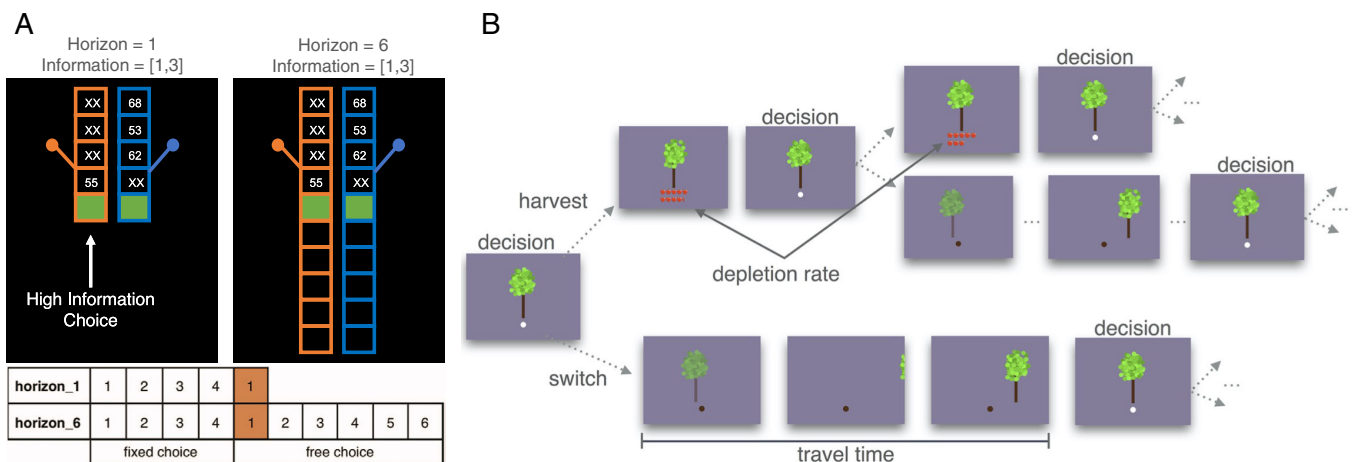 A
Horizon = 1
Information = [1,3]
XX 68
XX 53
XX 62
55 XX
High Information
Choice
Horizon = 6
Information = [1,3]
XX 68
XX 53
XX 62
55 XX
horizon_1 1 2 3 4 1
horizon_6 1 2 3 4 1 2 3 4 5 6
fixed choice free choice
B
decision
harvest
decision
decision
...
depletion rate
... ... decision
...
switch
decision
...
travel time